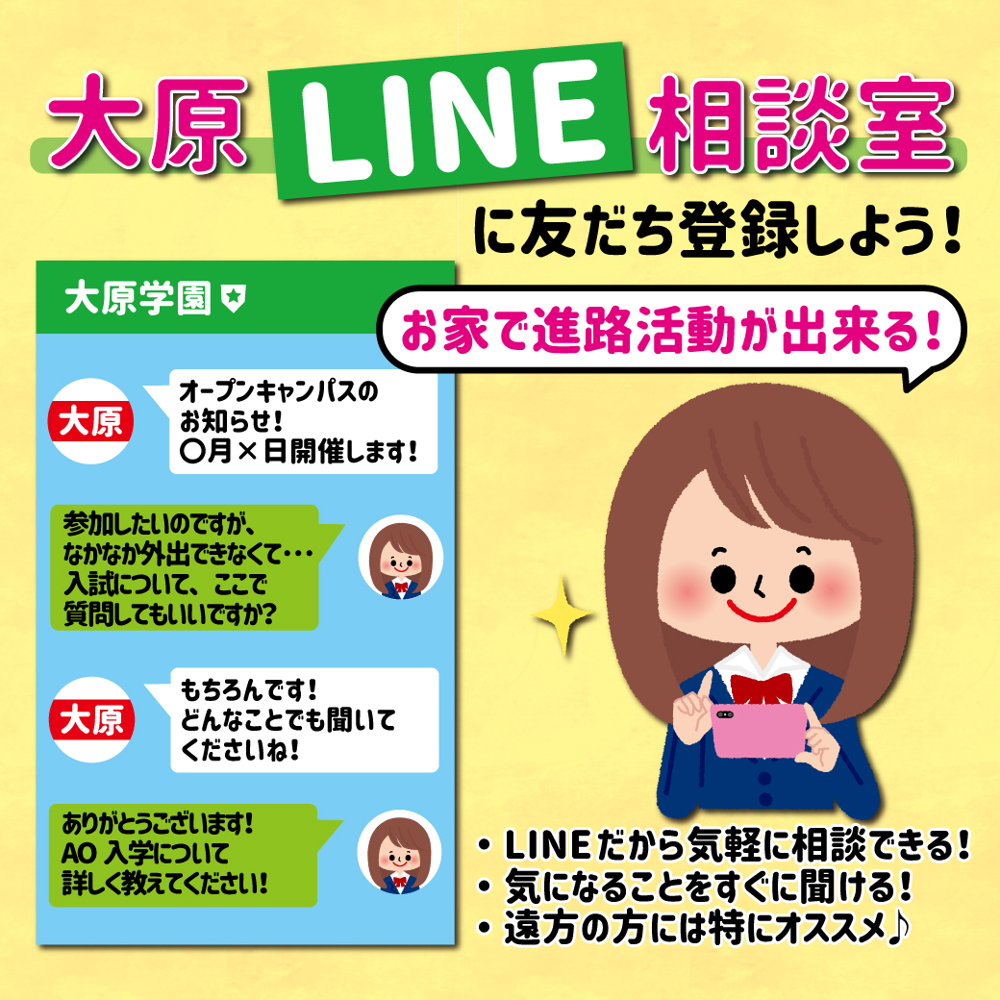 大原 LINE 相談室
に友だち登録しよう!
お家で進路活動が出来る!
大原学園
大原
オープンキャンパスの
お知らせ!
〇月×日開催します!
参加したいのですが、
なかなか外出できなくて…
入試について、ここで
質問してもいいですか?
大原
もちろんです!
どんなことでも聞いて
くださいね!
ありがとうございます!
AO 入学について
詳しく教えてください!
・LINEだから気軽に相談できる!
・気になることをすぐに聞ける!
・遠方の方には特にオススメ♪